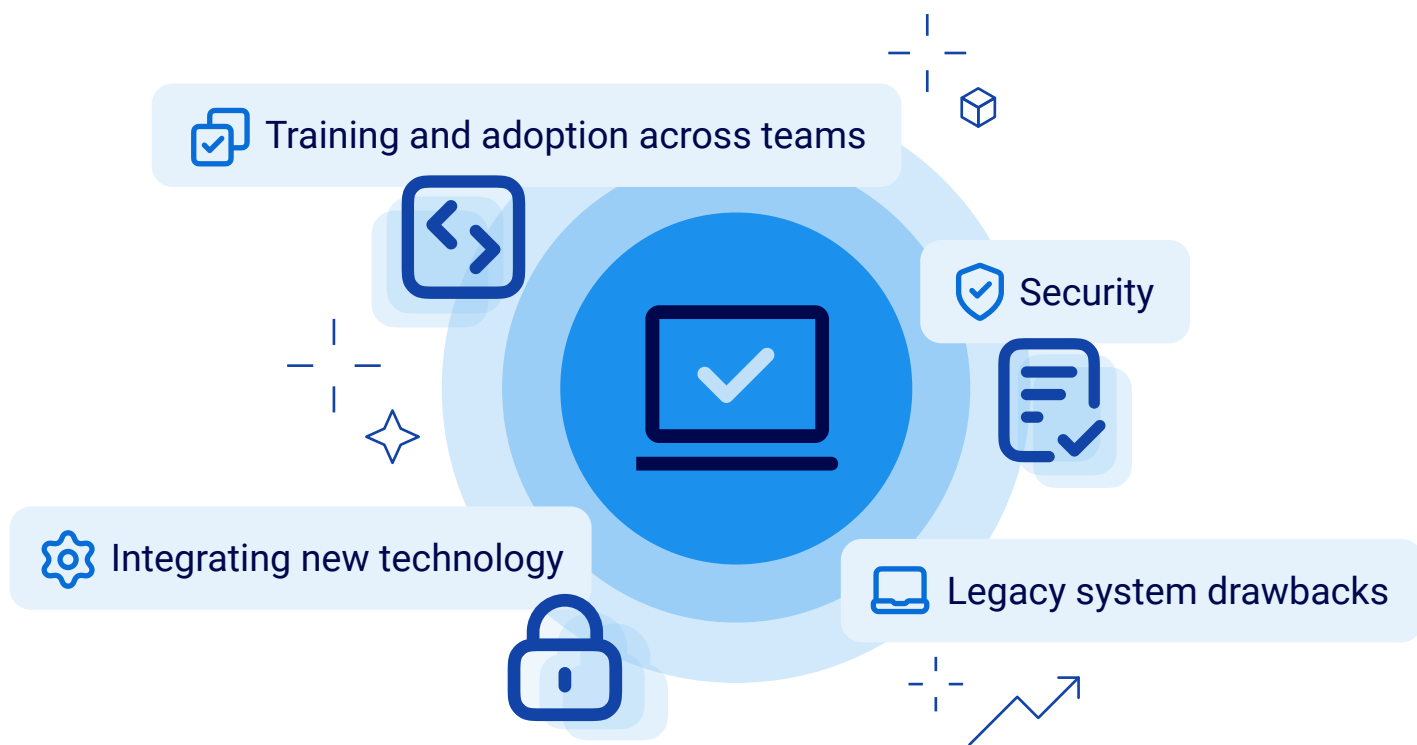 Training and adoption across teams
Security
Integrating new technology
Legacy system drawbacks